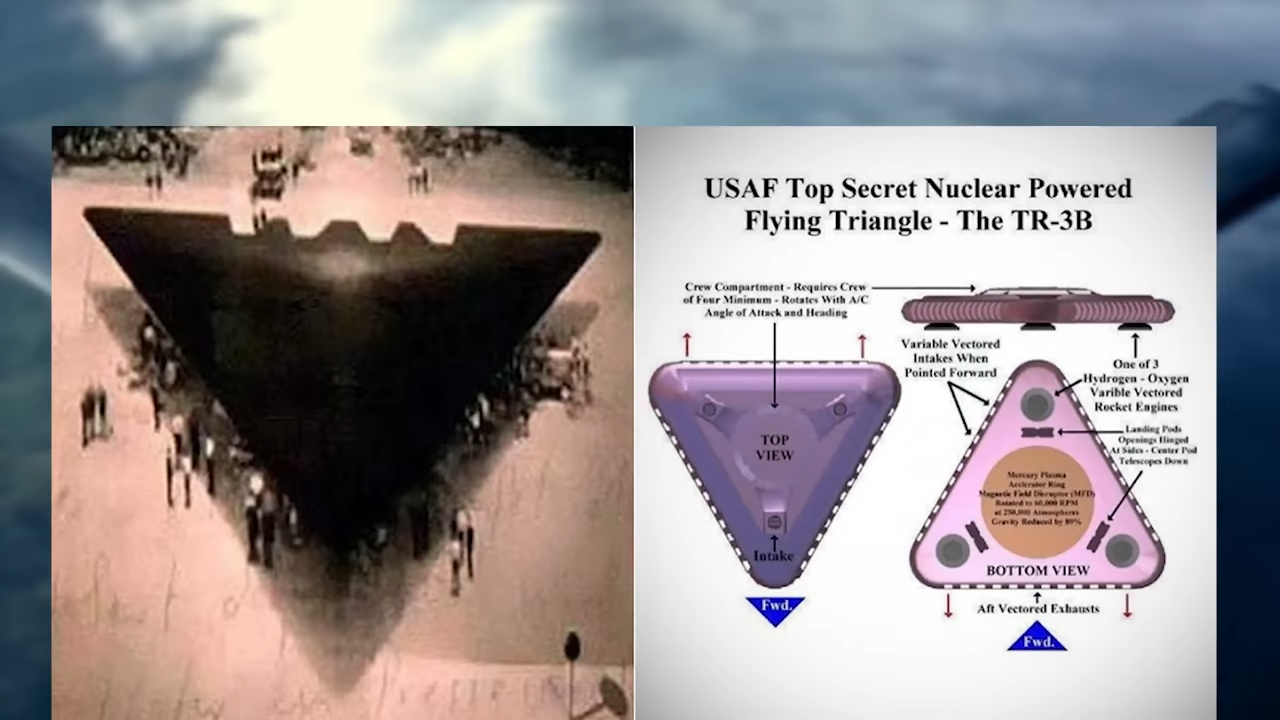 USAF Top Secret Nuclear Powered
Flying Triangle - The TR-3B
Crew Compartment - Requires Crew
of Four Minimum - Rotates With A/C
Angle of Attack and Heading
Variable Vectored
Intakes When
Pointed Forward
One of 3
Hydrogen - Oxygen
Varible Vectored
Rocket Engines
Landing Pods
Openings Hinged
At Sides - Center Pod
Telescopes Down
TOP
VIEW
Intake
Fwd.
Mercury Plasma
Accelerator Ring
Magnetic Field Disruptor (MFD)
Rotated to 60,000 RPM
at 250,000 Atmospheres
Gravity Reduced by 89%
BOTTOM VIEW
Aft Vectored Exhausts
Fwd.